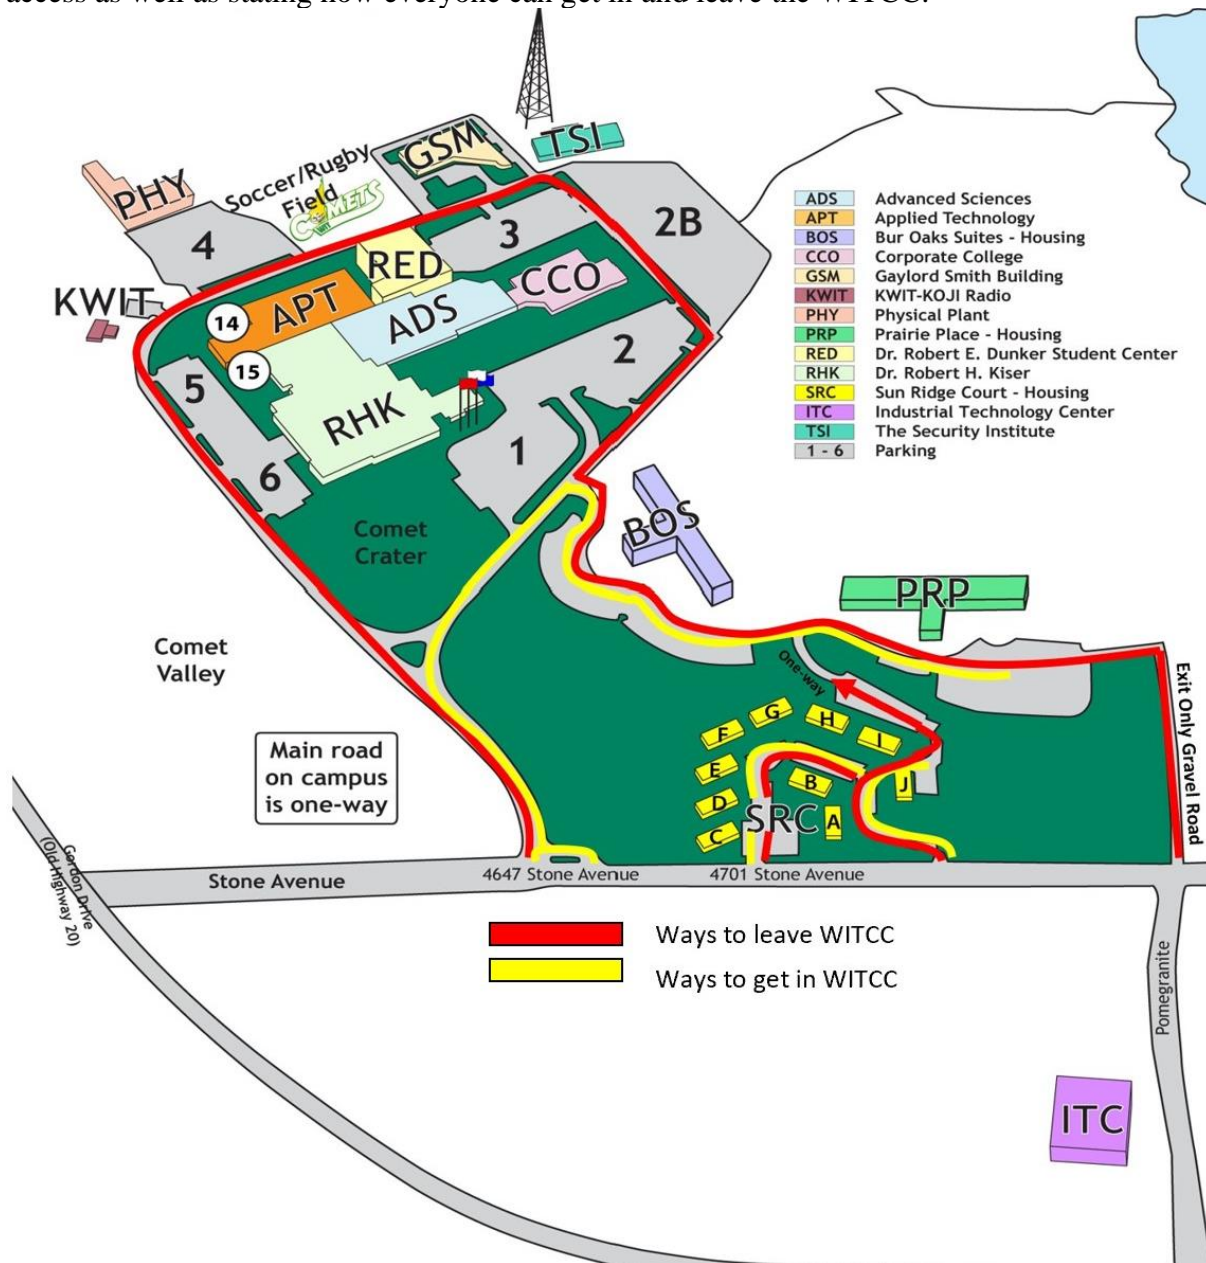 access as well as stating how everyone can get in and leave the WITCC.
TSI
GSM
Soccer/Rugby
Field
COMETS
WIT
PHY
4
3
2B
RED
CCO
KWIT
APT
ADS
14
15
5
2
RHK
1
6
ADS Advanced Sciences
APT Applied Technology
BOS Bur Oaks Suites - Housing
CCO Corporate College
GSM Gaylord Smith Building
KWIT KWIT-KOJI Radio
PHY Physical Plant
PRP Prairie Place - Housing
RED Dr. Robert E. Dunker Student Center
RHK Dr. Robert H. Kiser
SRC Sun Ridge Court - Housing
ITC Industrial Technology Center
TSI The Security Institute
1 - 6 Parking
Comet
Crater
BOS
PRP
Comet
Valley
One-way
Exit Only Gravel Road
G
H
F
I
E
B
J
D
SRC
A
C
Main road
on campus
is one-way
Gordon Drive
(Old Highway 20)
Stone Avenue
4647 Stone Avenue
4701 Stone Avenue
Ways to leave WITCC
Ways to get in WITCC
Pomegranite
ITC